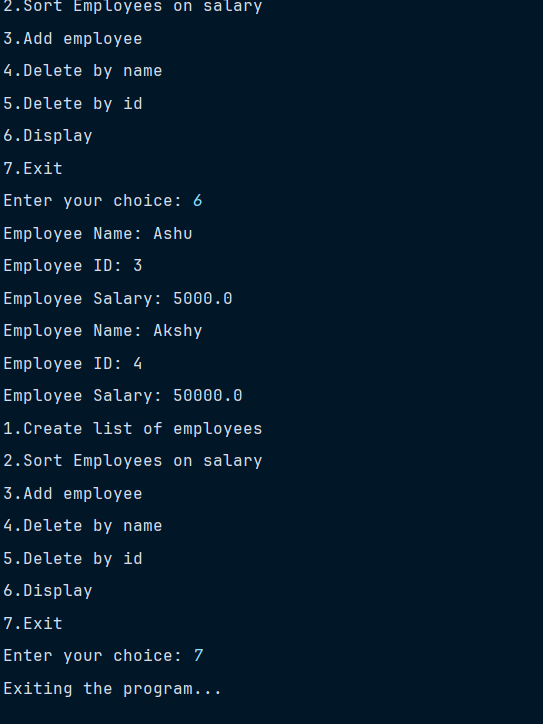 2.Sort Employees on salary
3.Add employee
4.Delete by name
5.Delete by id
6.Display
7.Exit
Enter your choice: 6
Employee Name: Ashu
Employee ID: 3
Employee Salary: 5000.0
Employee Name: Akshy
Employee ID: 4
Employee Salary: 50000.0
1.Create list of employees
2.Sort Employees on salary
3.Add employee
4.Delete by name
5.Delete by id
6.Display
7.Exit
Enter your choice: 7
Exiting the program...